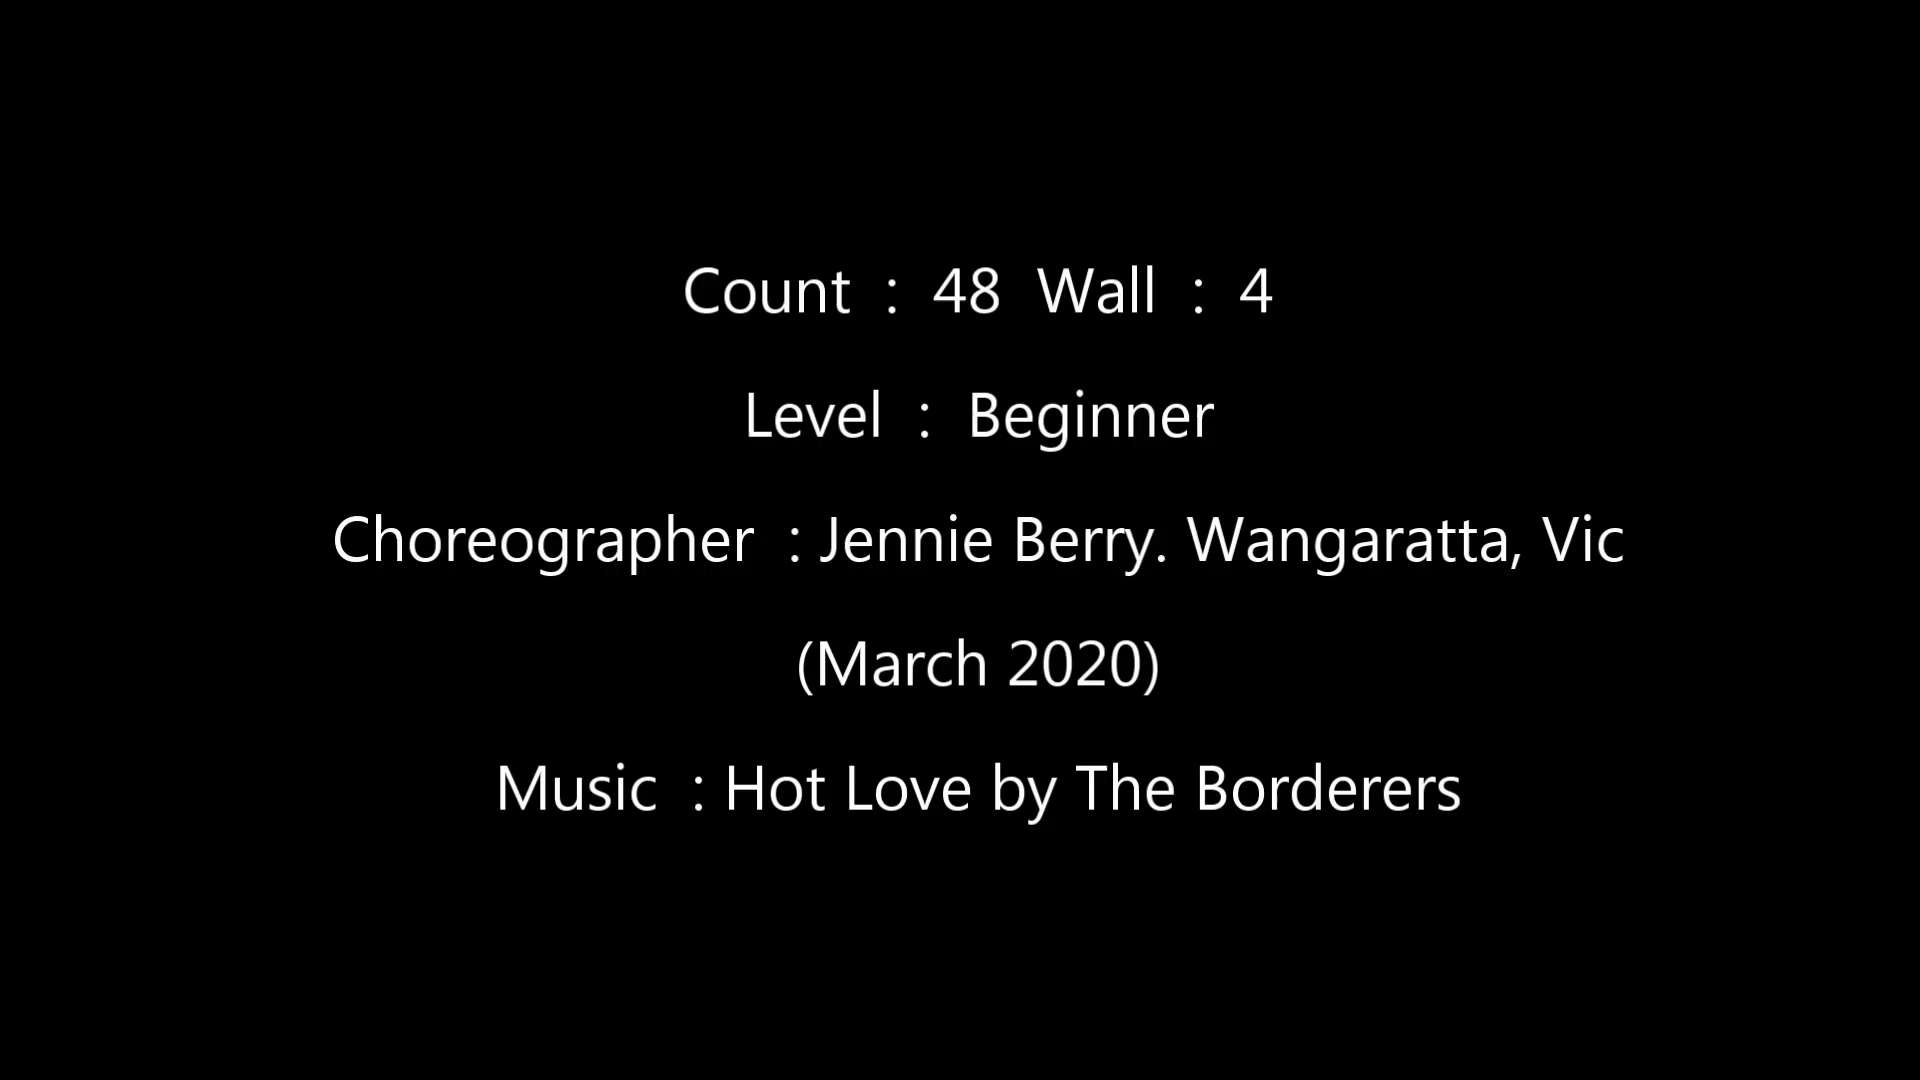 Count  :  48  Wall  :  4
Level  :  Beginner
Choreographer  : Jennie Berry. Wangaratta, Vic
(March 2020)
Music  : Hot Love by The Borderers